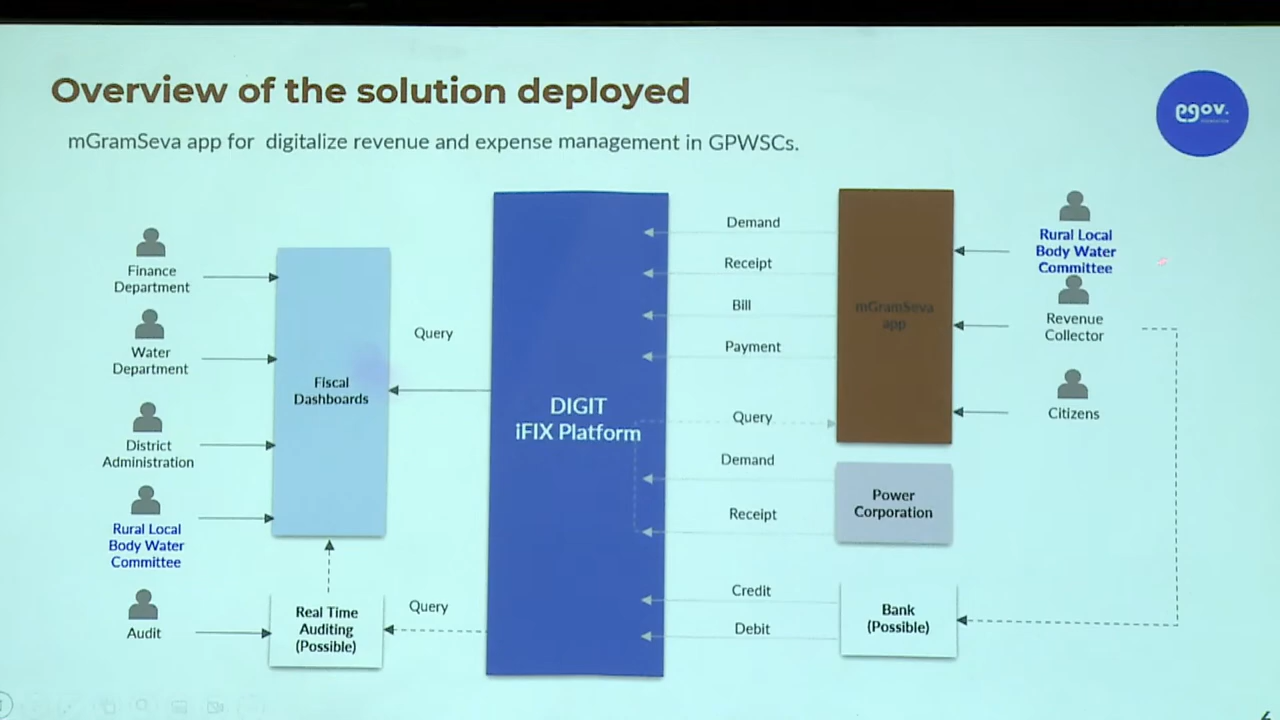 Overview of the solution deployed
egov.
FOUNDATION
mGramSeva app for digitalize revenue and expense management in GPWSCs.
Finance
Department
Water
Department
District
Administration
Rural Local
Body Water
Committee
Audit
Fiscal
Dashboards
Real Time
Auditing
(Possible)
Query
Query
DIGIT
iFIX Platform
Demand
Receipt
Bill
Payment
Query
Demand
Receipt
Credit
Debit
mGramSeva
app
Power
Corporation
Bank
(Possible)
Rural Local
Body Water
Committee
Revenue
Collector
Citizens